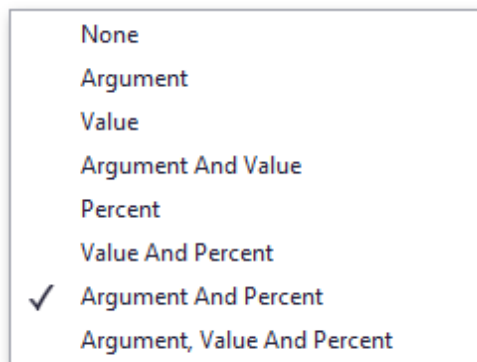 None
Argument
Value
Argument And Value
Percent
Value And Percent
Argument And Percent
Argument, Value And Percent